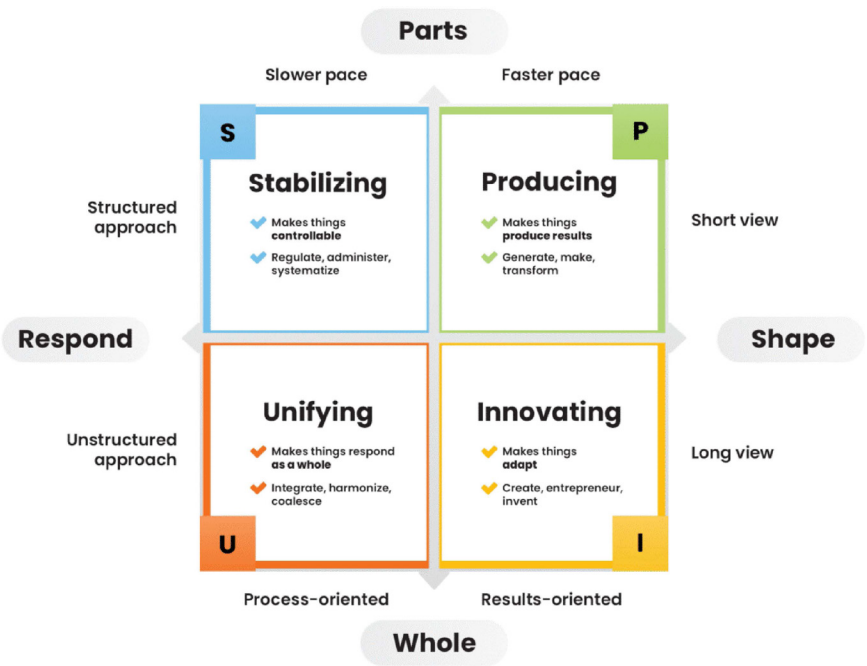 Parts
Slower pace
Faster pace
S
P
Stabilizing
Producing
Structured
approach
Makes things
controllable
Regulate, administer,
systematize
Makes things
produce results
Generate, make,
transform
Short view
Respond
Shape
Unifying
Innovating
Unstructured
approach
Makes things respond
as a whole
Integrate, harmonize,
coalesce
Makes things
adapt
Create, entrepreneur,
invent
Long view
U
I
Process-oriented
Results-oriented
Whole